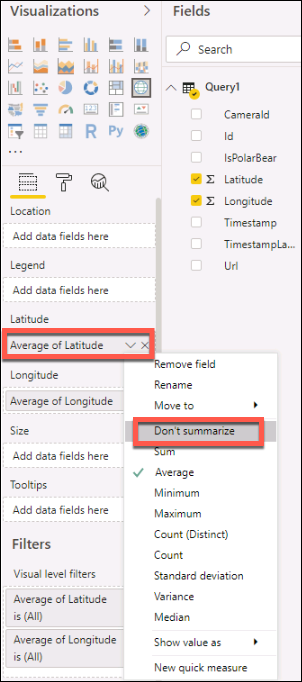 Visualizations
Fields
Search
Query1
CameraId
Id
IsPolarBear
Σ Latitude
Σ Longitude
Timestamp
TimestampLa...
Url
R Py
...
Location
Add data fields here
Legend
Add data fields here
Latitude
Average of Latitude
Longitude
Average of Longitude
Size
Add data fields here
Tooltips
Add data fields here
Filters
Visual level filters
Average of Latitude
is (All)
Average of Longitude
is (All)
Remove field
Rename
Move to
Don't summarize
Sum
Average
Minimum
Maximum
Count (Distinct)
Count
Standard deviation
Variance
Median
Show value as
New quick measure